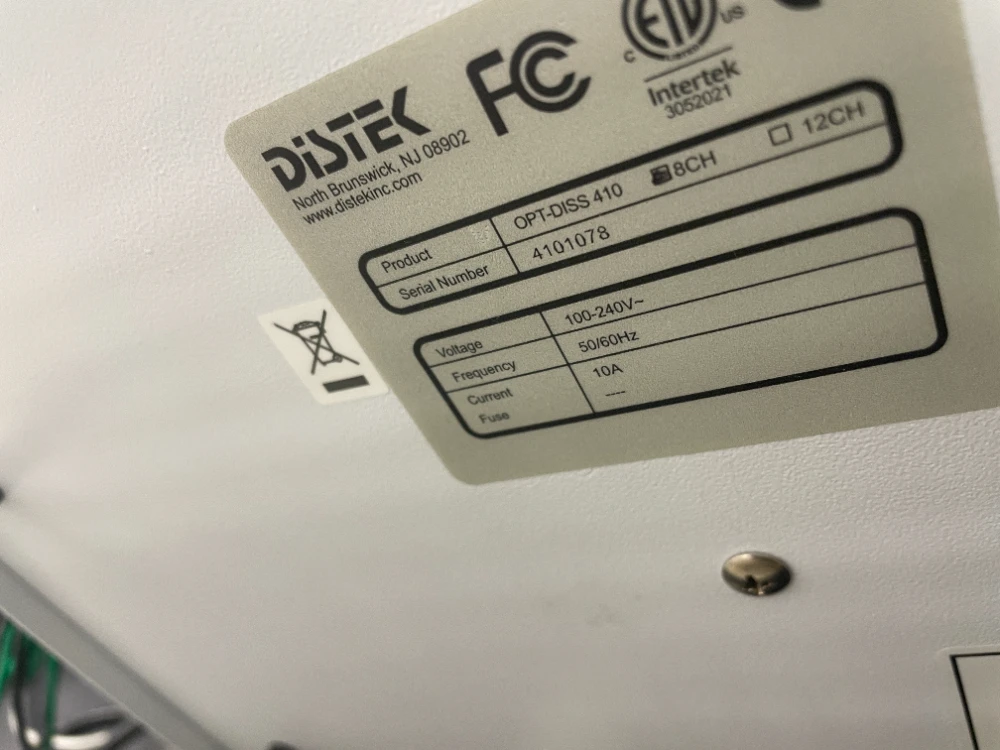 DiSTEK
North Brunswick, NJ 08902
www.distekinc.com
FC
C ETL US
Intertek
3052021
Product OPT-DISS 410 8CH 12CH
Serial Number 4101078
Voltage 100-240V~
Frequency 50/60Hz
Current 10A
Fuse ----